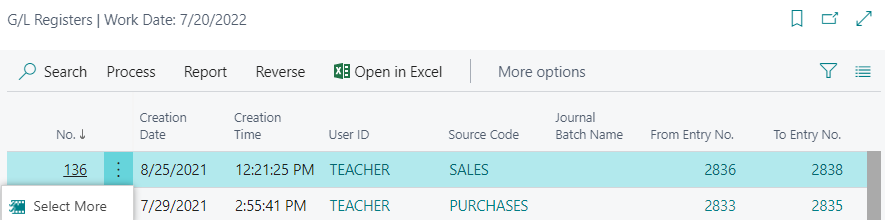 G/L Registers | Work Date: 7/20/2022
Search Process Report Reverse Open in Excel More options
No. ↓ Creation Date Creation Time User ID Source Code Journal Batch Name From Entry No. To Entry No.
136 8/25/2021 12:21:25 PM TEACHER SALES 2836 2838
Select More 7/29/2021 2:55:41 PM TEACHER PURCHASES 2833 2835